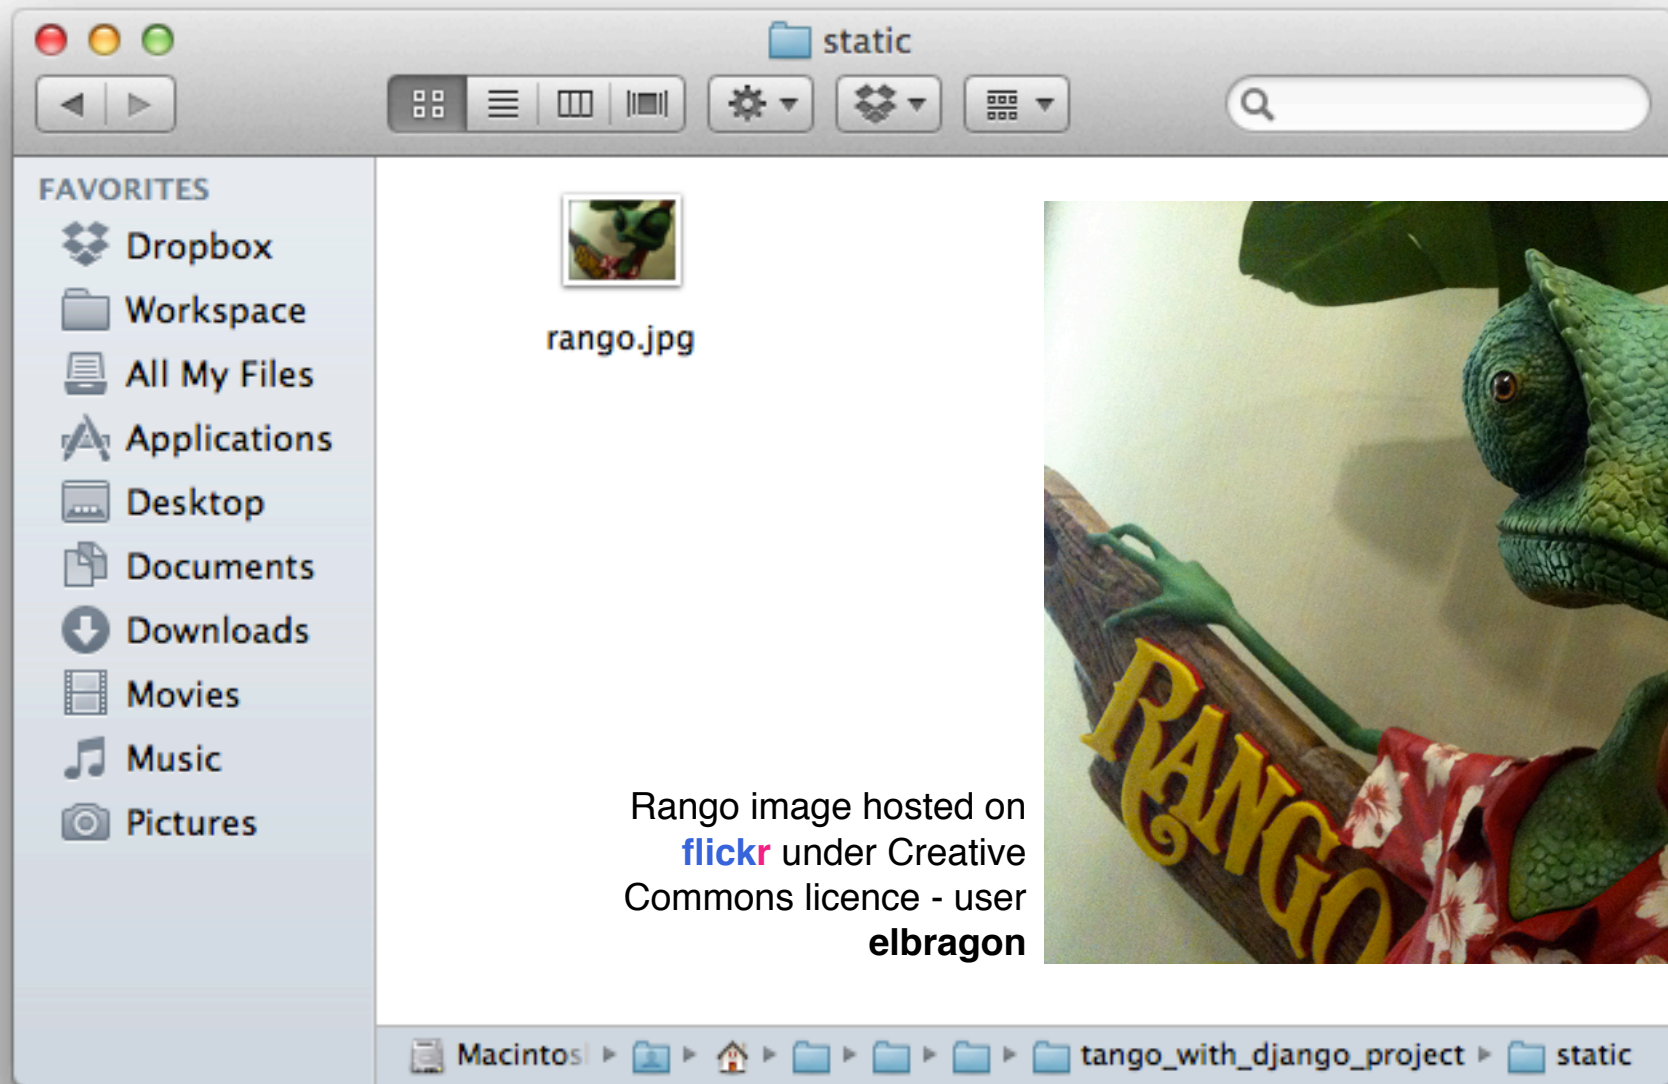 static
FAVORITES
Dropbox
Workspace
All My Files
Applications
Desktop
Documents
Downloads
Movies
Music
Pictures
rango.jpg
RANGO
Rango image hosted on
flickr under Creative
Commons licence - user
elbragon
Macintos
tango_with_django_project
static